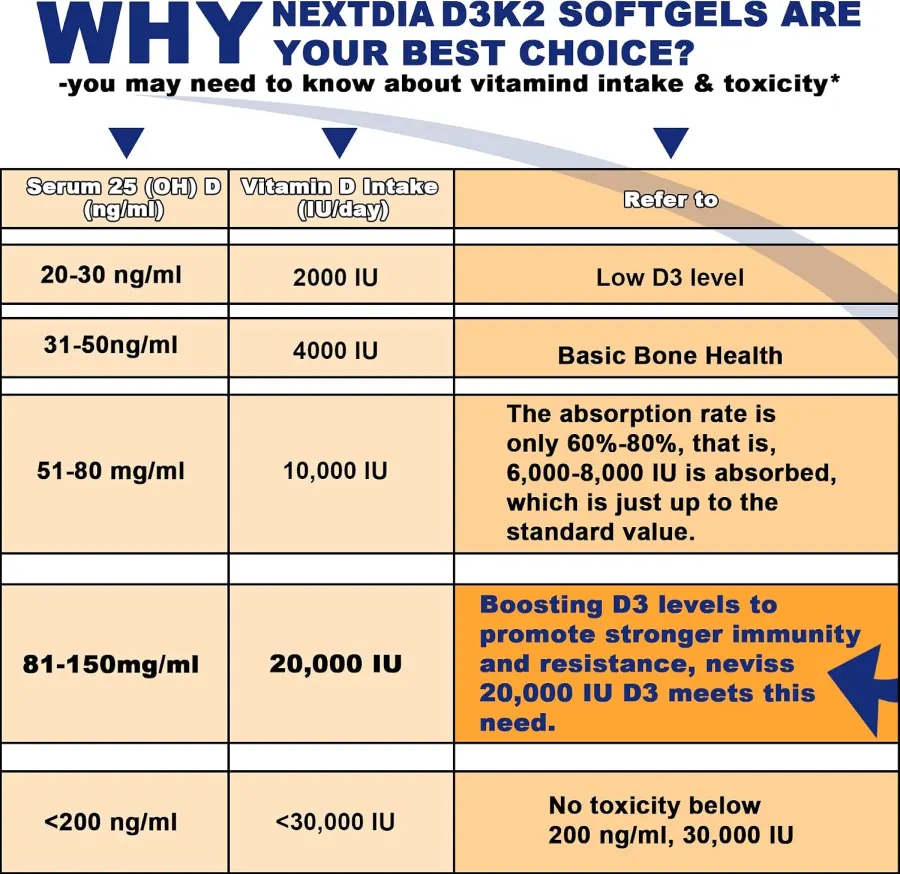 WHY
NEXTDIA D3K2 SOFTGELS ARE
YOUR BEST CHOICE?
-you may need to know about vitamind intake & toxicity*
Serum 25 (OH) D
(ng/ml)
Vitamin D Intake
(IU/day)
Refer to
20-30 ng/ml
2000 IU
Low D3 level
31-50ng/ml
4000 IU
Basic Bone Health
51-80 mg/ml
10,000 IU
The absorption rate is
only 60%-80%, that is,
6,000-8,000 IU is absorbed,
which is just up to the
standard value.
81-150mg/ml
20,000 IU
Boosting D3 levels to
promote stronger immunity
and resistance, neviss
20,000 IU D3 meets this
need.
<200 ng/ml
<30,000 IU
No toxicity below
200 ng/ml, 30,000 IU